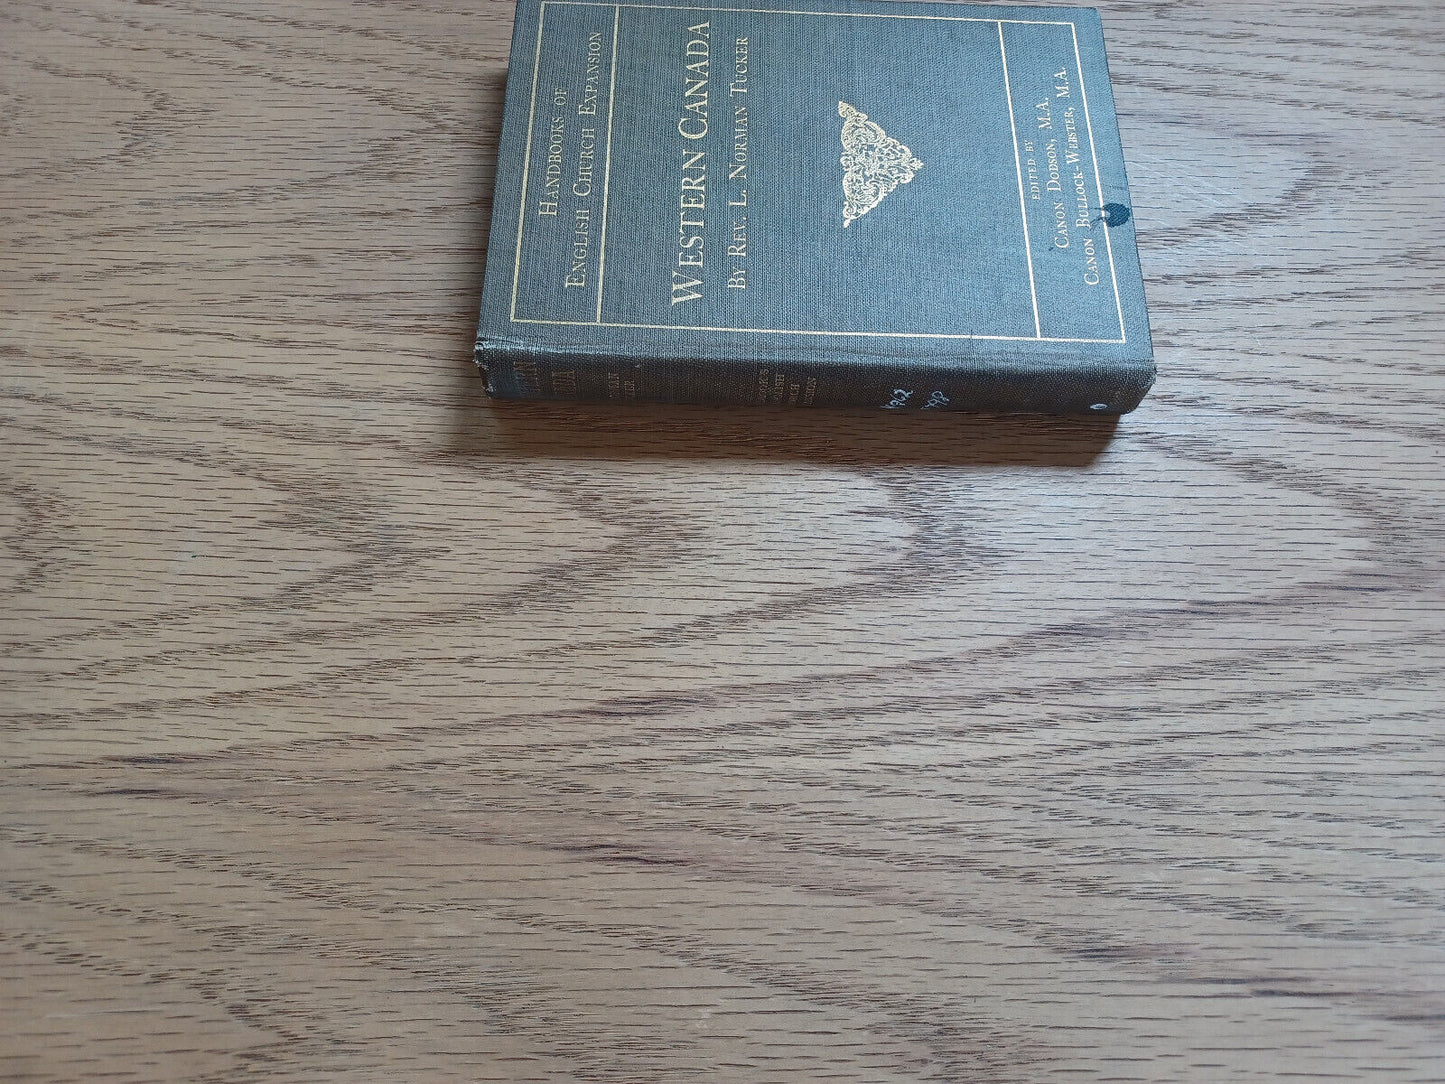 HANDBOOKS OF
ENGLISH CHURCH EXPANSION
WESTERN CANADA
BY REV. L. NORMAN TUCKER
EDITED BY
CANON DODSON, M.A.
CANON BULLOCK-WEBSTER, M.A.